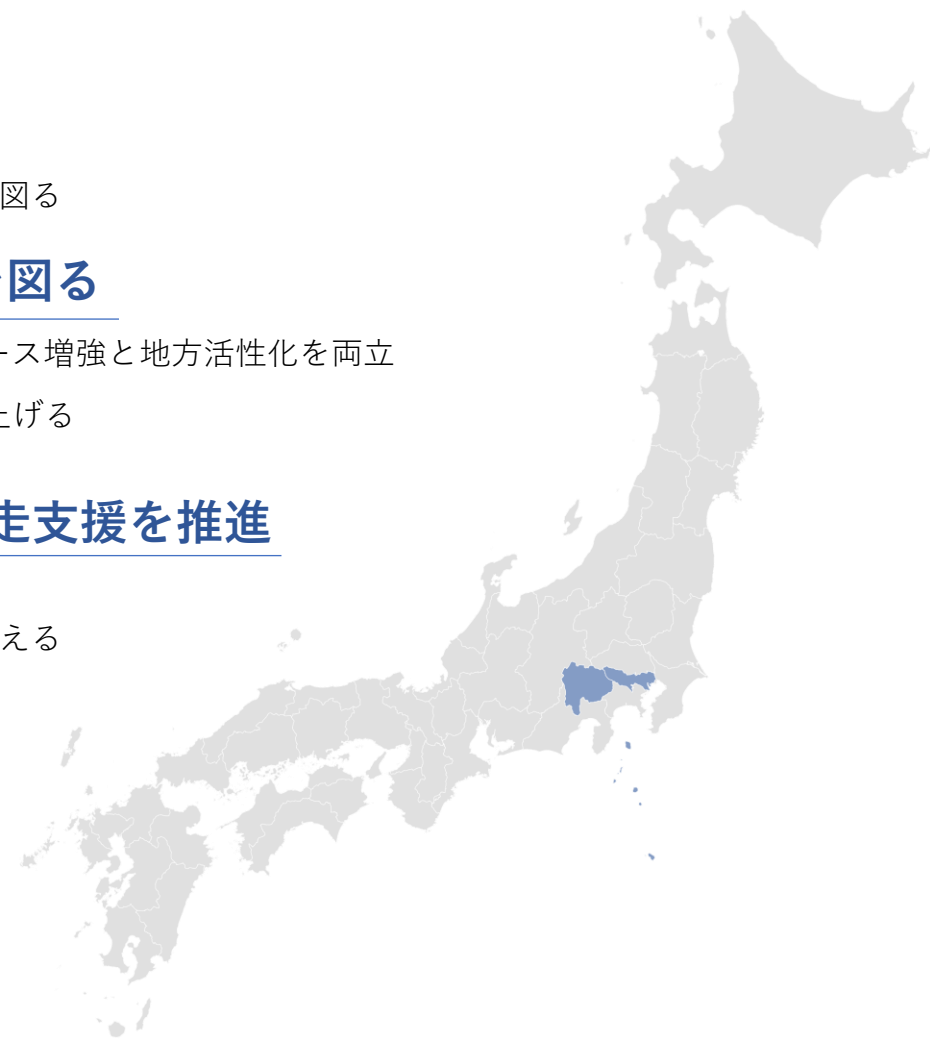 図る
図る
ース増強と地方活性化を両立
上げる
走支援を推進
える